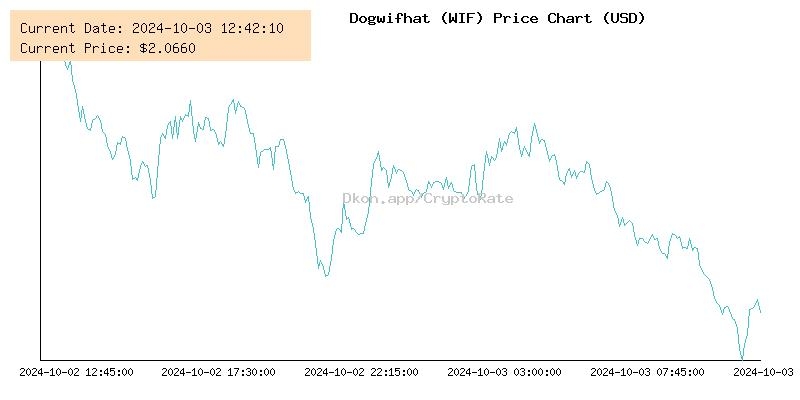 Dogwifhat (WIF) Price Chart (USD)
Current Date: 2024-10-03 12:42:10
Current Price: $2.0660
Dkon.app/CryptoRate
2024-10-02 12:45:00 2024-10-02 17:30:00 2024-10-02 22:15:00 2024-10-03 03:00:00 2024-10-03 07:45:00 2024-10-03